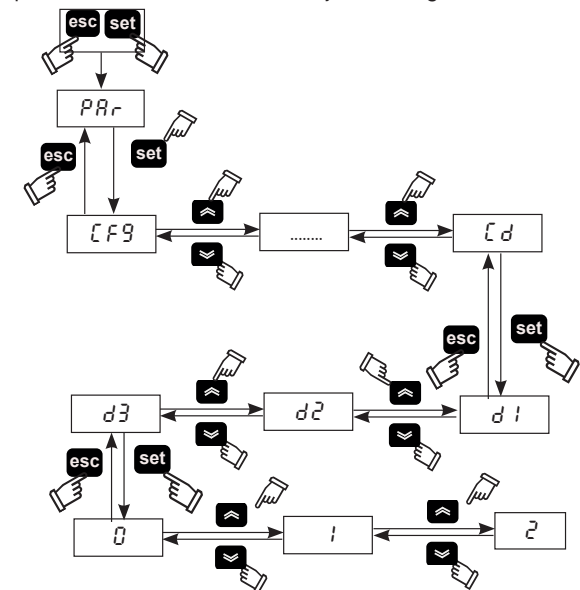 esc set
PAr
esc set
CF9 ........ Cd
esc set
d3 d2 d1
esc set
0 1 2